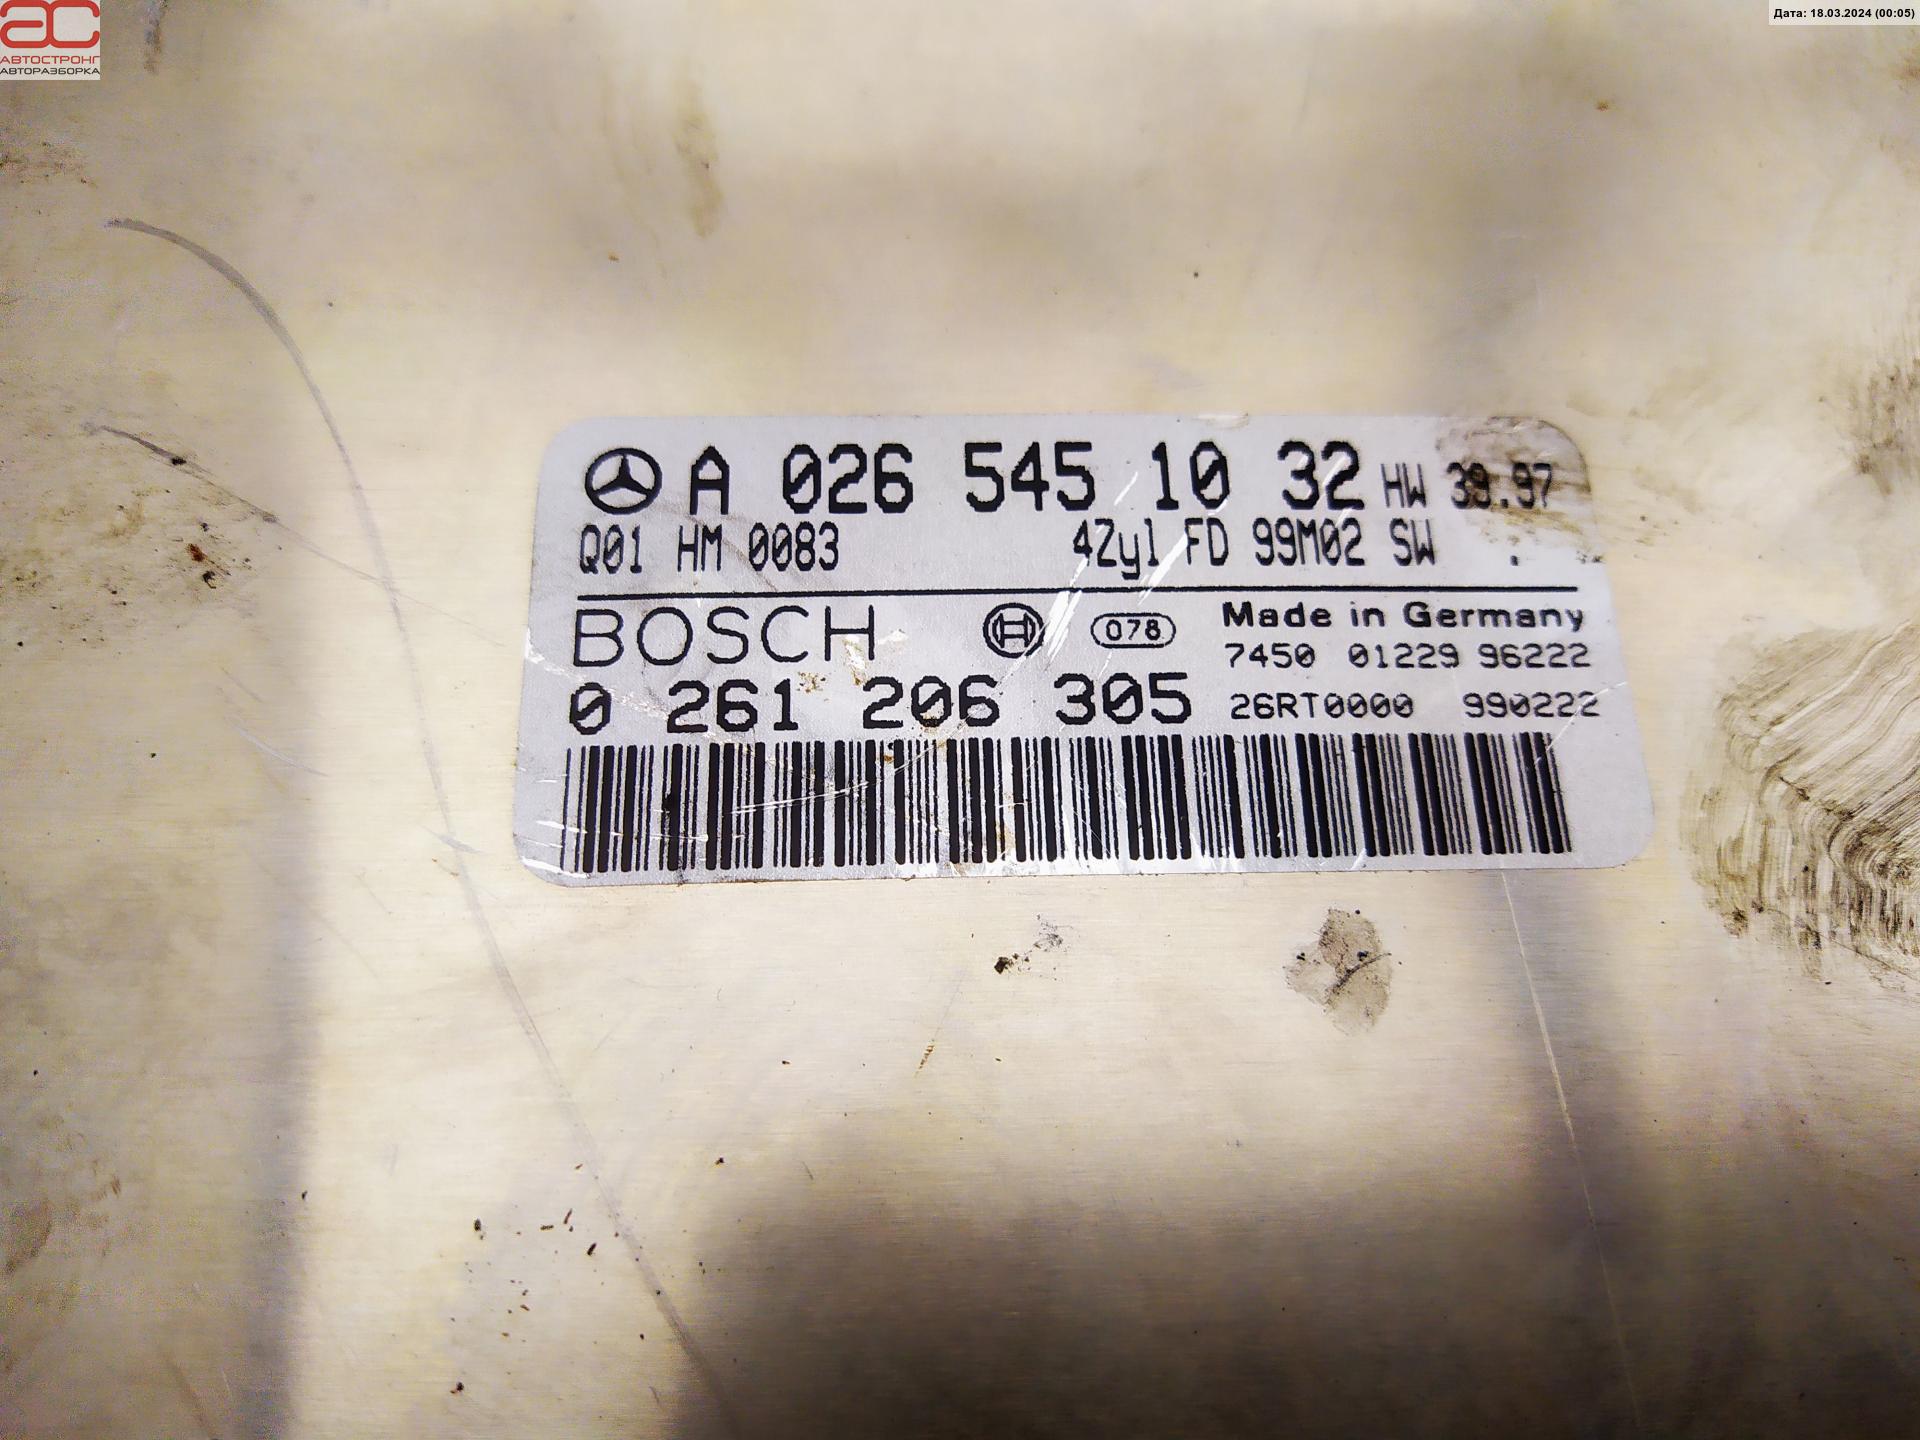 АВТОСТРОНГ
АВТОРАЗБОРКА
Дата: 18.03.2024 (00:05)
A 026 545 10 32 HW 39.97
Q01 HM 0083 4Zyl FD 99M02 SW .
BOSCH 078 Made in Germany
7450 01229 96222
0 261 206 305 26RT0000 990222